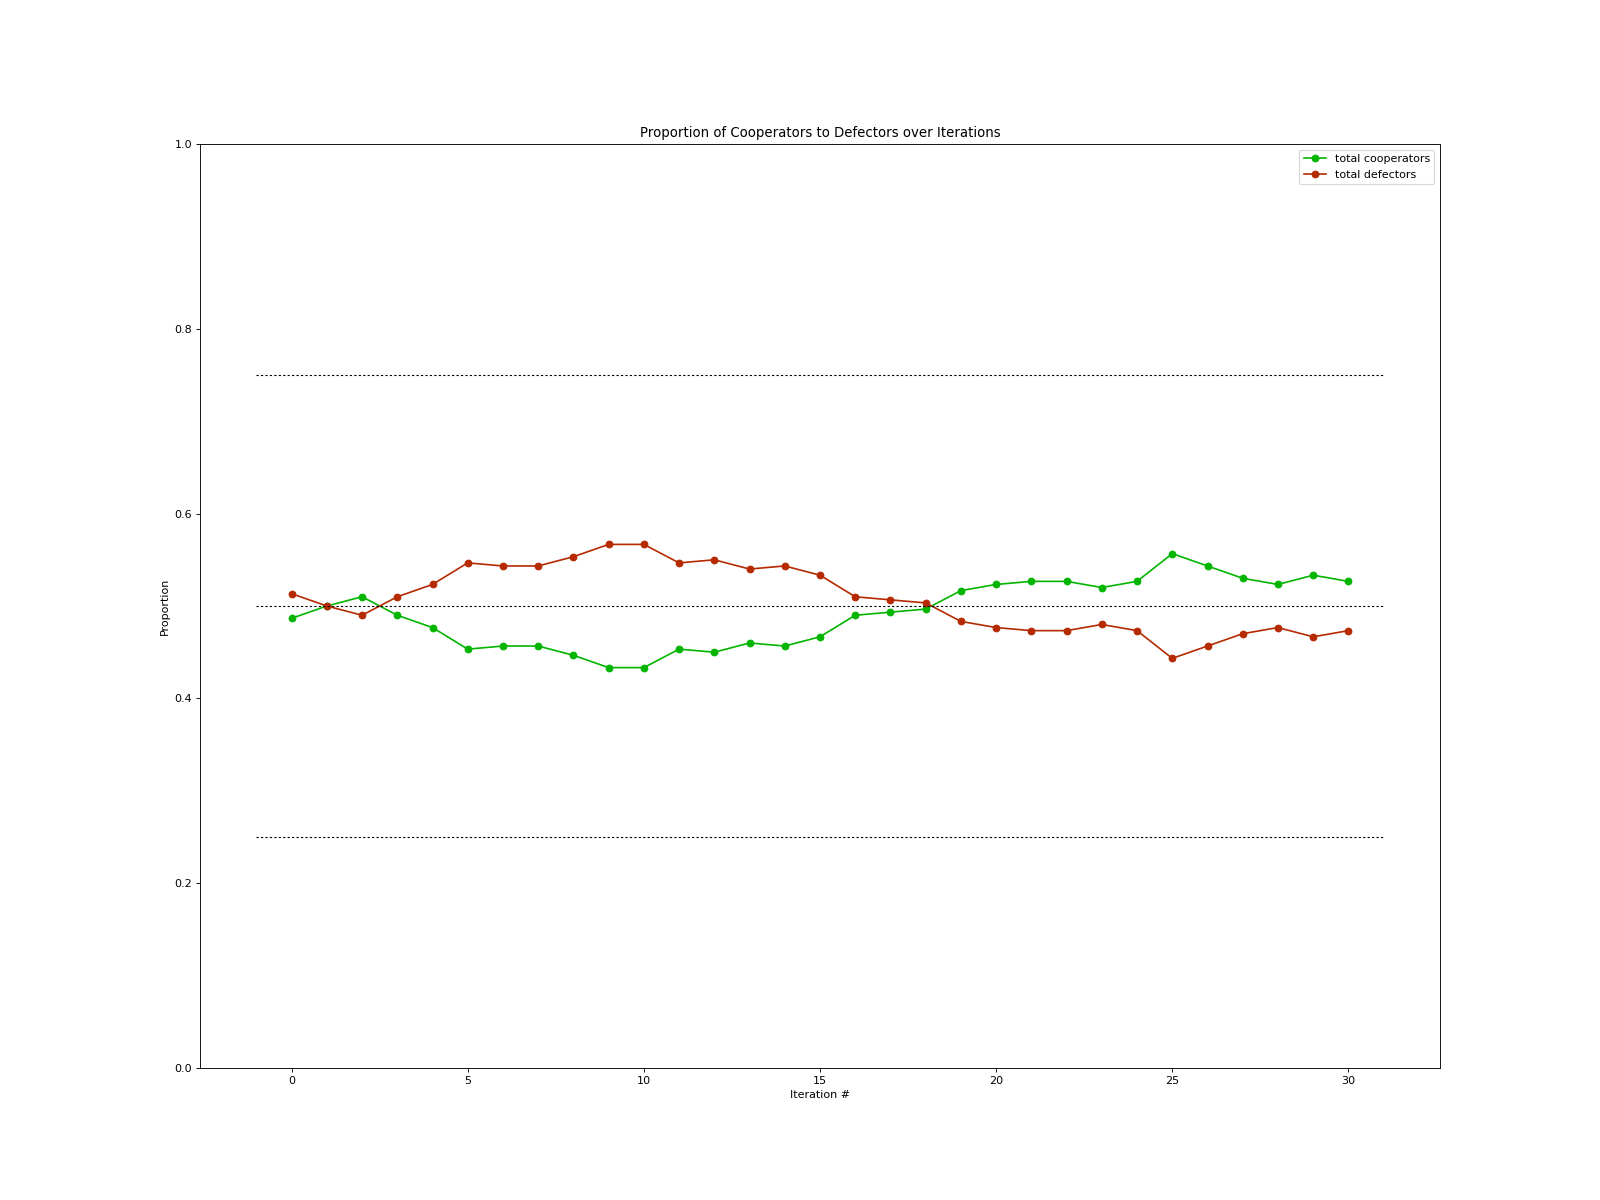 Proportion of Cooperators to Defectors over Iterations
total cooperators
total defectors
1.0
0.8
0.6
0.4
0.2
0.0
Proportion
0 5 10 15 20 25 30
Iteration #